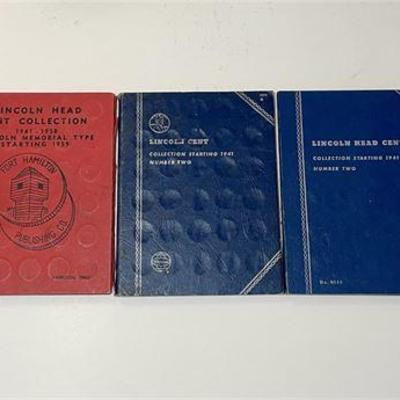 LINCOLN HEAD
CENT COLLECTION
1941 - 1958
LINCOLN MEMORIAL TYPE
STARTING 1959
FORT HAMILTON
PUBLISHING CO.
LINCOLN CENT
COLLECTION STARTING 1941
NUMBER TWO
LINCOLN HEAD CENT
COLLECTION STARTING 1941
NUMBER TWO